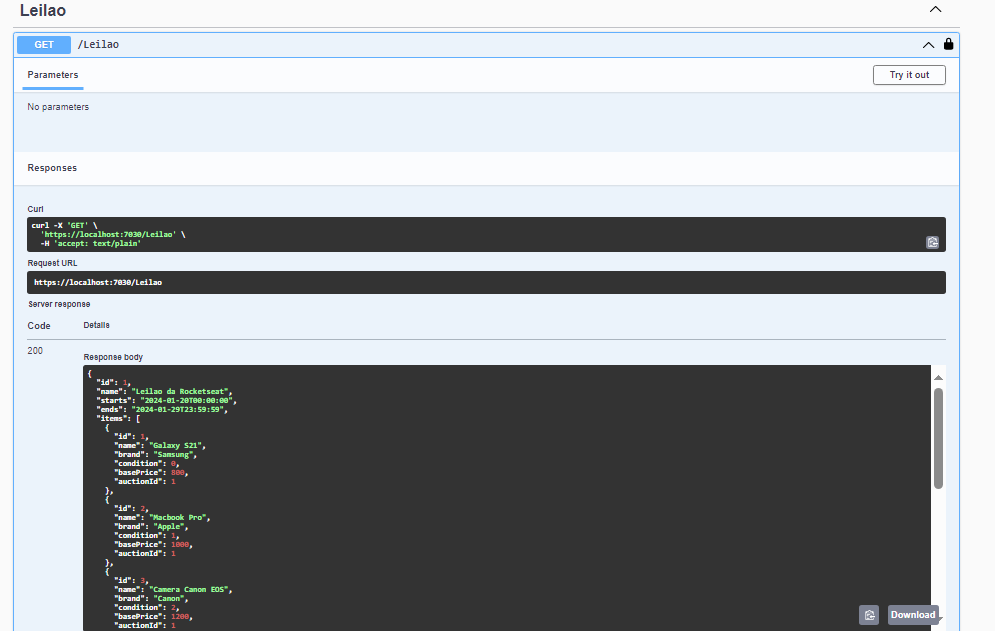 Leilao
GET /Leilao
Parameters
Try it out
No parameters
Responses
Curl
curl -X 'GET' \
'https://localhost:7030/Leilao' \
-H 'accept: text/plain'
Request URL
https://localhost:7030/Leilao
Server response
Code Details
200
Response body
{
"id": 1,
"name": "Leilao da Rocketseat",
"starts": "2024-01-20T00:00:00",
"ends": "2024-01-29T23:59:59",
"items": [
{
"id": 1,
"name": "Galaxy S21",
"brand": "Samsung",
"condition": 0,
"basePrice": 800,
"auctionId": 1
},
{
"id": 2,
"name": "Macbook Pro",
"brand": "Apple",
"condition": 1,
"basePrice": 1000,
"auctionId": 1
},
{
"id": 3,
"name": "Camera Canon EOS",
"brand": "Canon",
"condition": 2,
"basePrice": 1200,
"auctionId": 1
Download